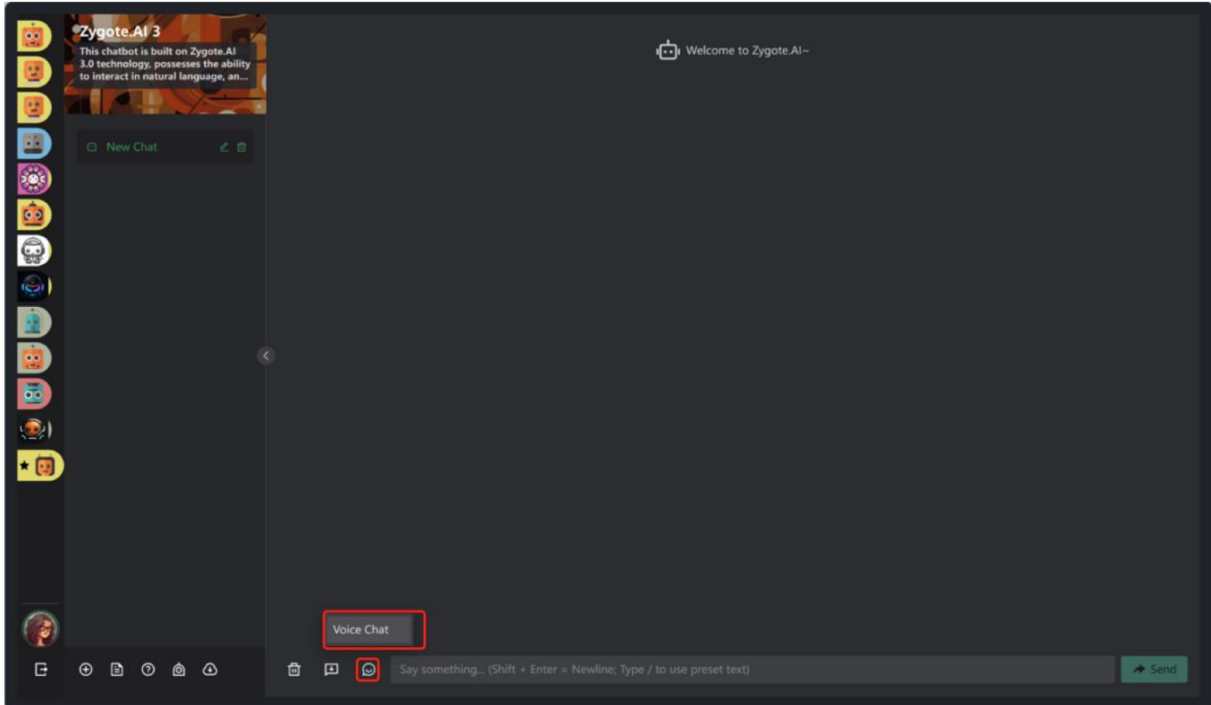 Zygote.AI 3
This chatbot is built on Zygote.AI
3.0 technology, possesses the ability
to interact in natural language, an...
New Chat
Welcome to Zygote.AI~
Voice Chat
Say something... (Shift + Enter = Newline; Type / to use preset text)
Send